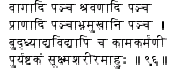 वागादि पञ्च श्रवणादि पञ्च
प्राणादि पञ्चाभ्रमुखानि पञ्च ।
बुद्ध्याद्यविद्यापि च कामकर्मणी
पुर्यष्टकं सूक्ष्मशरीरमाहुः ॥ ९६॥